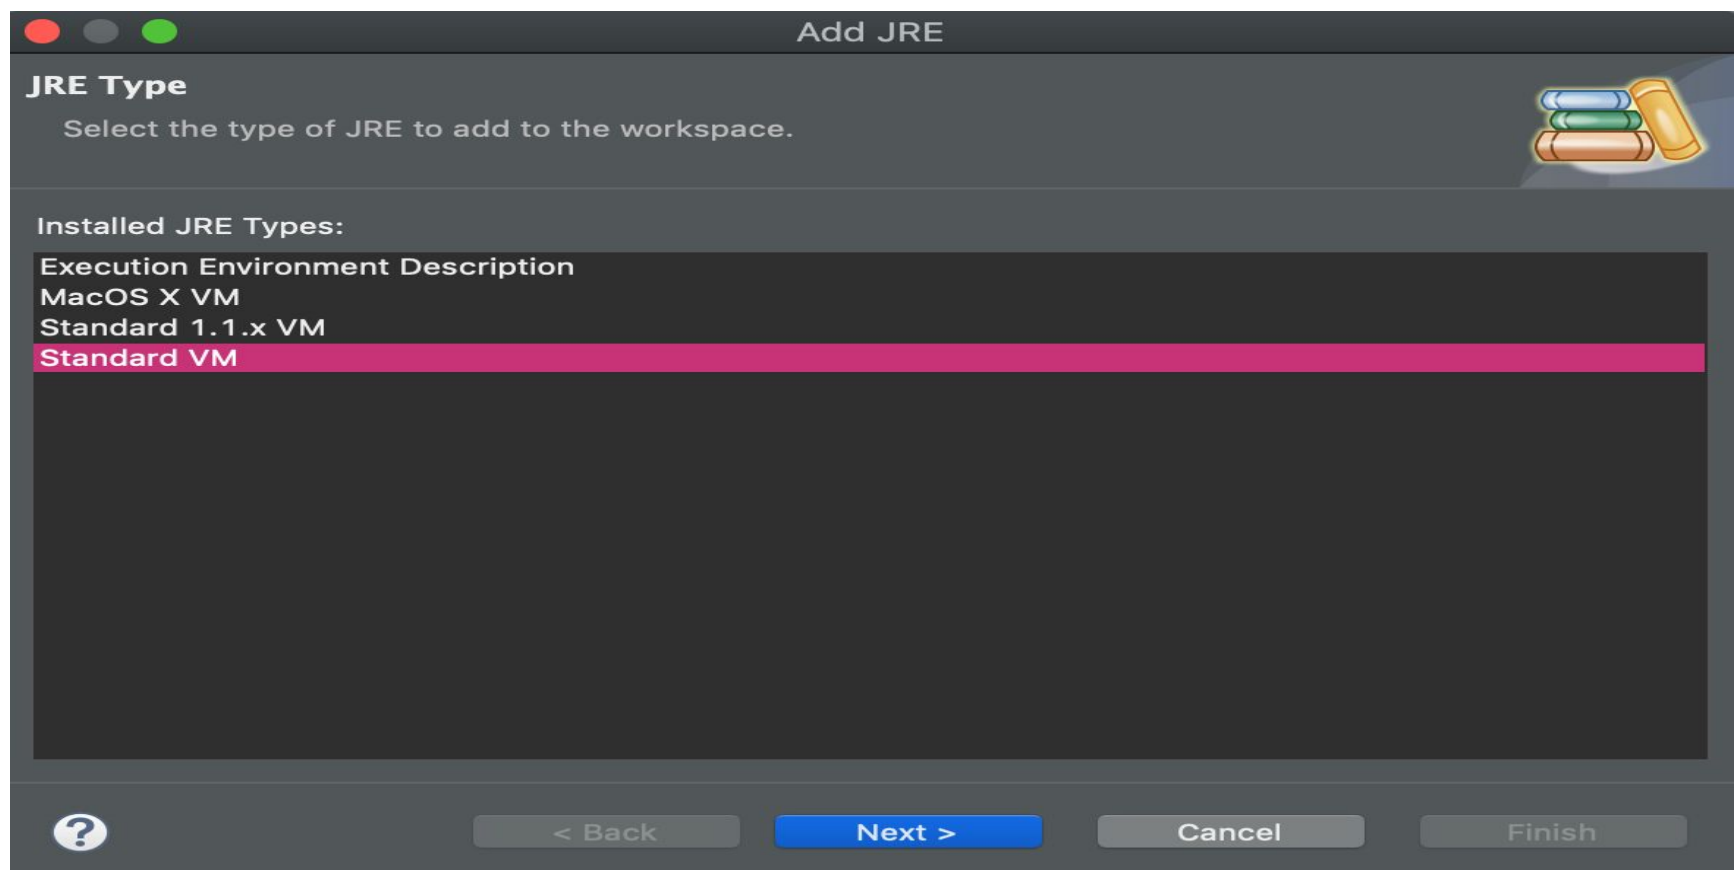 Add JRE
JRE Type
Select the type of JRE to add to the workspace.
Installed JRE Types:
Execution Environment Description
MacOS X VM
Standard 1.1.x VM
Standard VM
?
< Back
Next >
Cancel
Finish